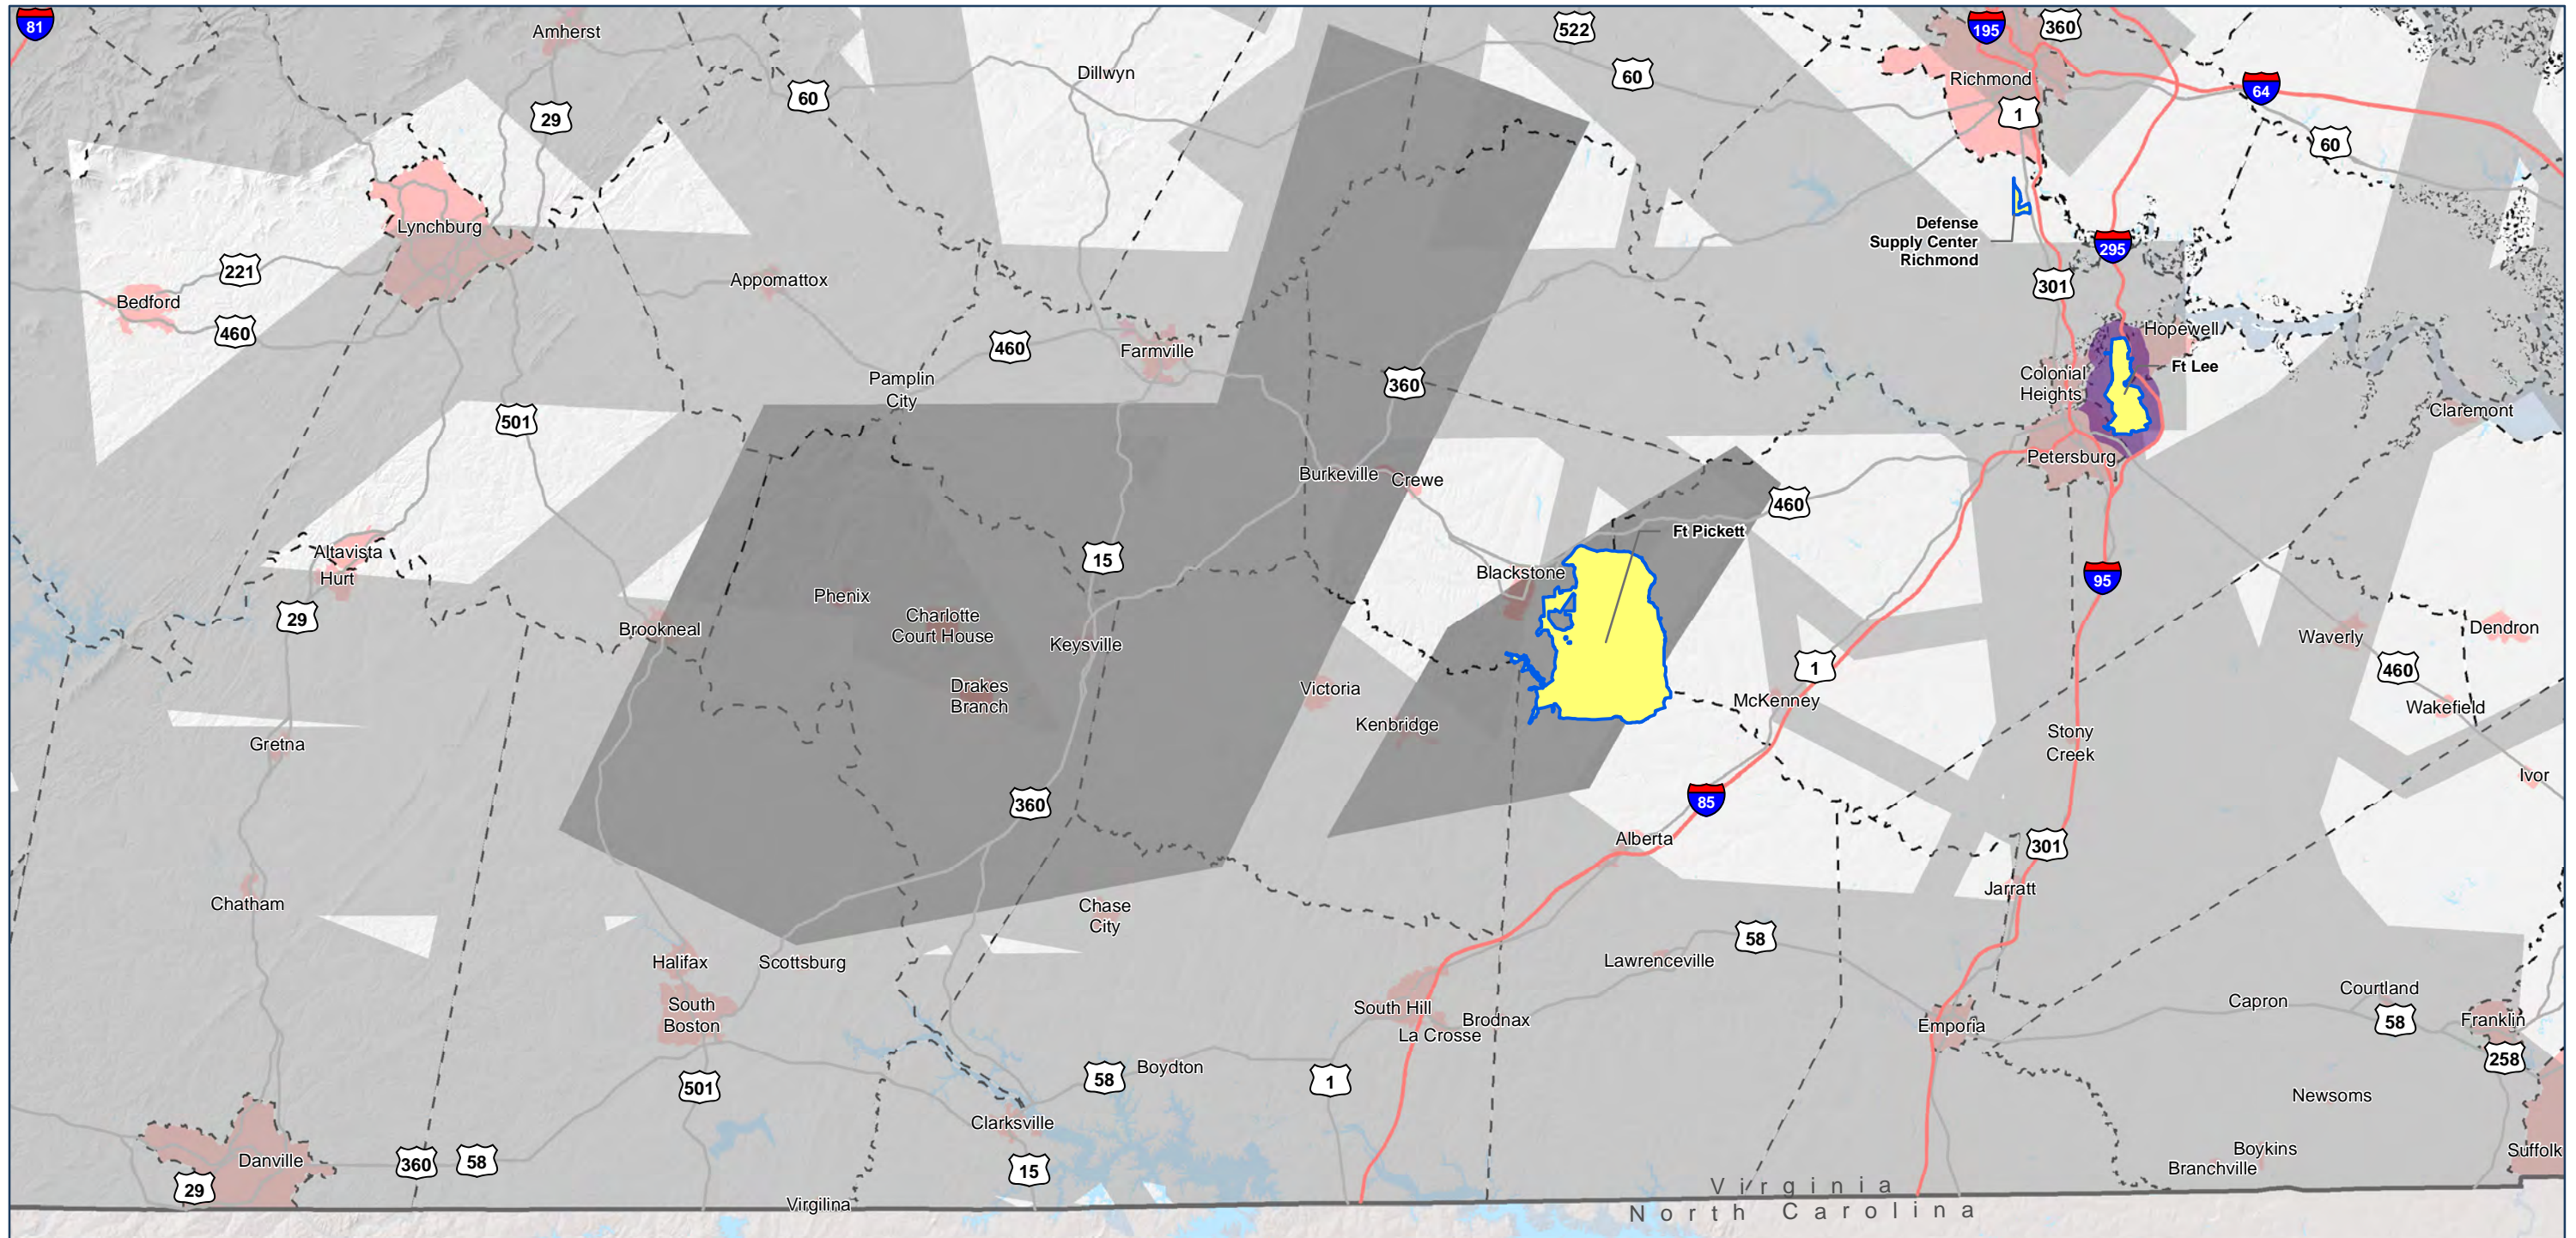 81
Amherst
522
195
360
Dillwyn
60
Richmond
64
60
29
1
60
Lynchburg
Defense
Supply Center
Richmond
295
221
Appomattox
301
Bedford
460
460
Farmville
Hopewell
Ft Lee
Colonial
Heights
Pamplin
City
360
Claremont
501
Petersburg
Burkeville
Crewe
460
Ft Pickett
Altavista
Hurt
15
Blackstone
95
Phenix
29
Charlotte
Court House
Brookneal
Keysville
Waverly
Dendron
460
1
Drakes
Branch
Victoria
McKenney
Wakefield
Kenbridge
Stony
Creek
Gretna
Ivor
360
85
Alberta
301
Jarratt
Chatham
Chase
City
58
Halifax
Scottsburg
Lawrenceville
Courtland
Capron
South
Boston
South Hill
Brodnax
La Crosse
Emporia
58
Franklin
258
Boydton
58
1
501
Newsoms
Clarksville
Danville
360
58
15
29
Boykins
Branchville
Suffolk
Virgilina
Virginia
North Carolina